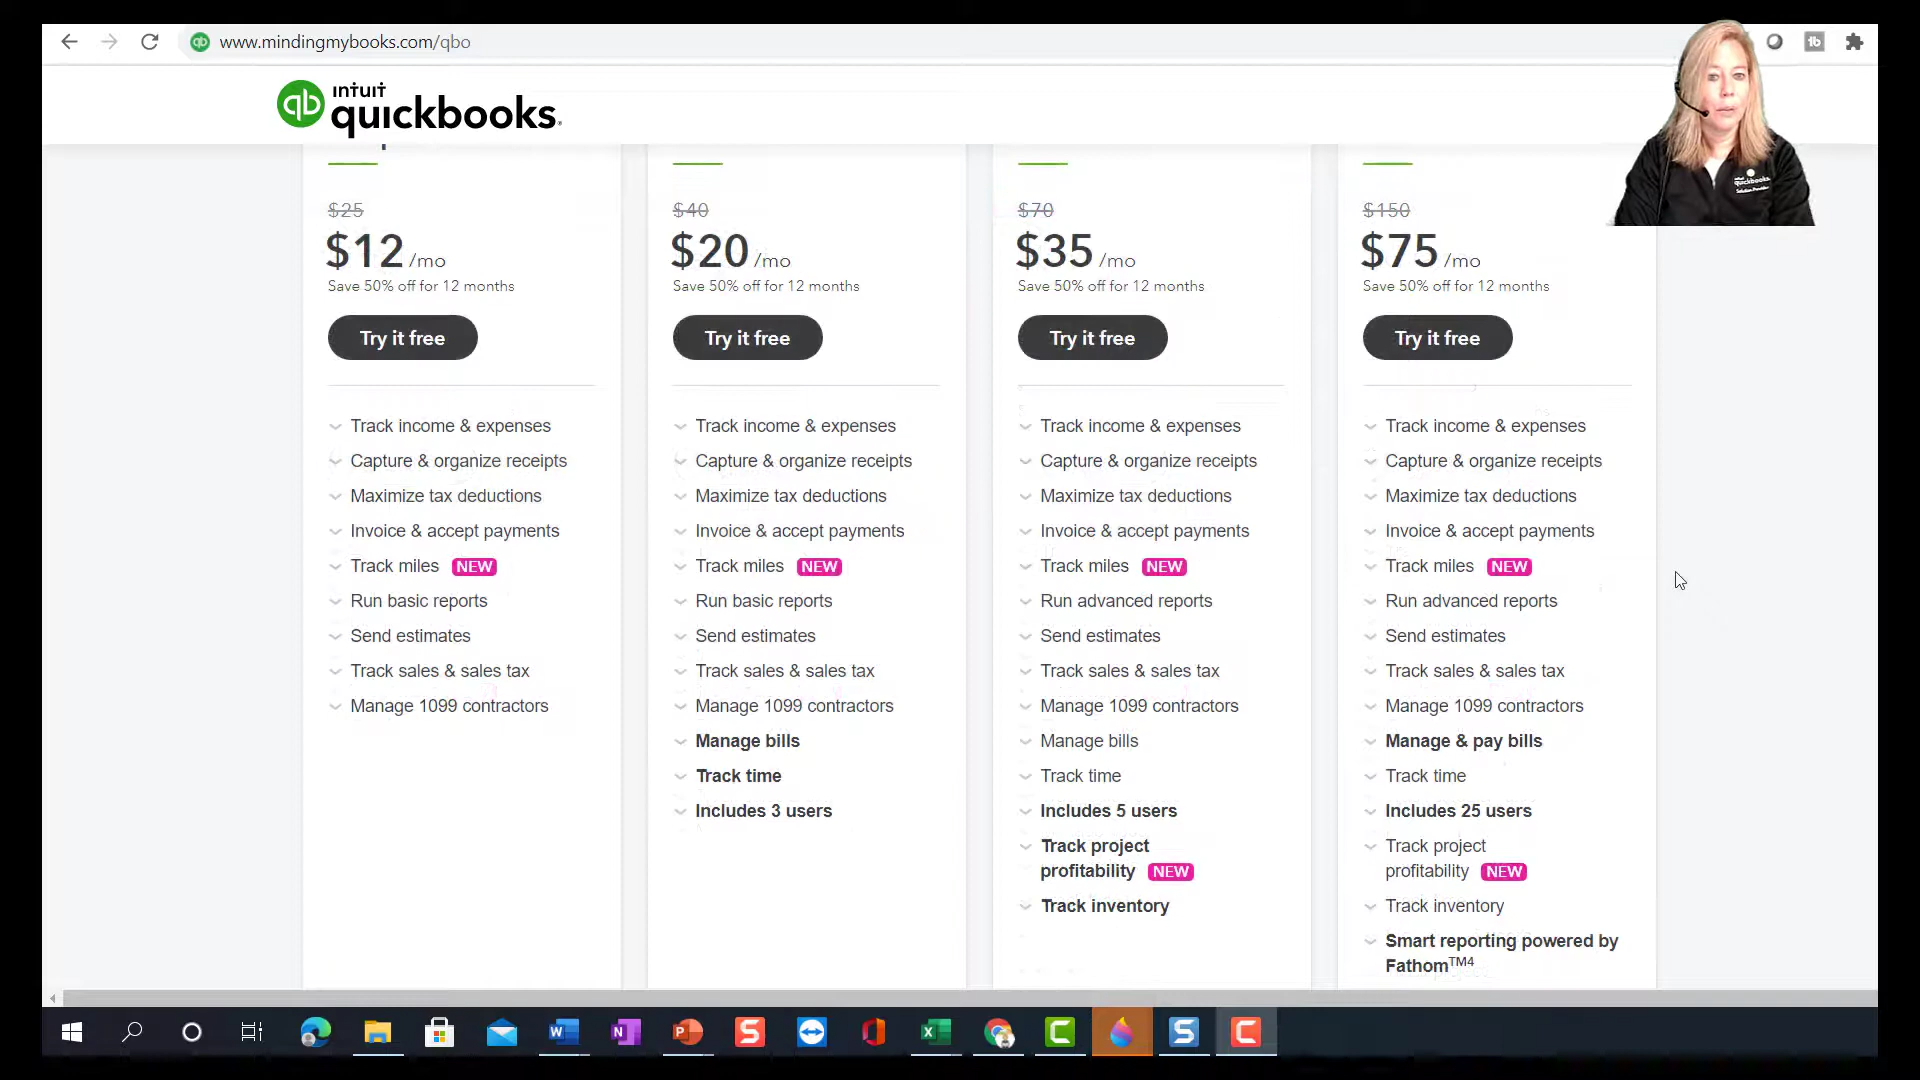 www.mindingmybooks.com/qbo
tb
qb
ıntuıt
quickbooks.
$25
$12 /mo
Save 50% off for 12 months
Try it free
Track income & expenses
Capture & organize receipts
Maximize tax deductions
Invoice & accept payments
Track miles NEW
Run basic reports
Send estimates
Track sales & sales tax
Manage 1099 contractors
$40
$20 /mo
Save 50% off for 12 months
Try it free
Track income & expenses
Capture & organize receipts
Maximize tax deductions
Invoice & accept payments
Track miles NEW
Run basic reports
Send estimates
Track sales & sales tax
Manage 1099 contractors
Manage bills
Track time
Includes 3 users
$70
$35 /mo
Save 50% off for 12 months
Try it free
Track income & expenses
Capture & organize receipts
Maximize tax deductions
Invoice & accept payments
Track miles NEW
Run advanced reports
Send estimates
Track sales & sales tax
Manage 1099 contractors
Manage bills
Track time
Includes 5 users
Track project
profitability NEW
Track inventory
$150
$75 /mo
Save 50% off for 12 months
Try it free
Track income & expenses
Capture & organize receipts
Maximize tax deductions
Invoice & accept payments
Track miles NEW
Run advanced reports
Send estimates
Track sales & sales tax
Manage 1099 contractors
Manage & pay bills
Track time
Includes 25 users
Track project
profitability NEW
Track inventory
Smart reporting powered by
Fathom™4
quickbooks